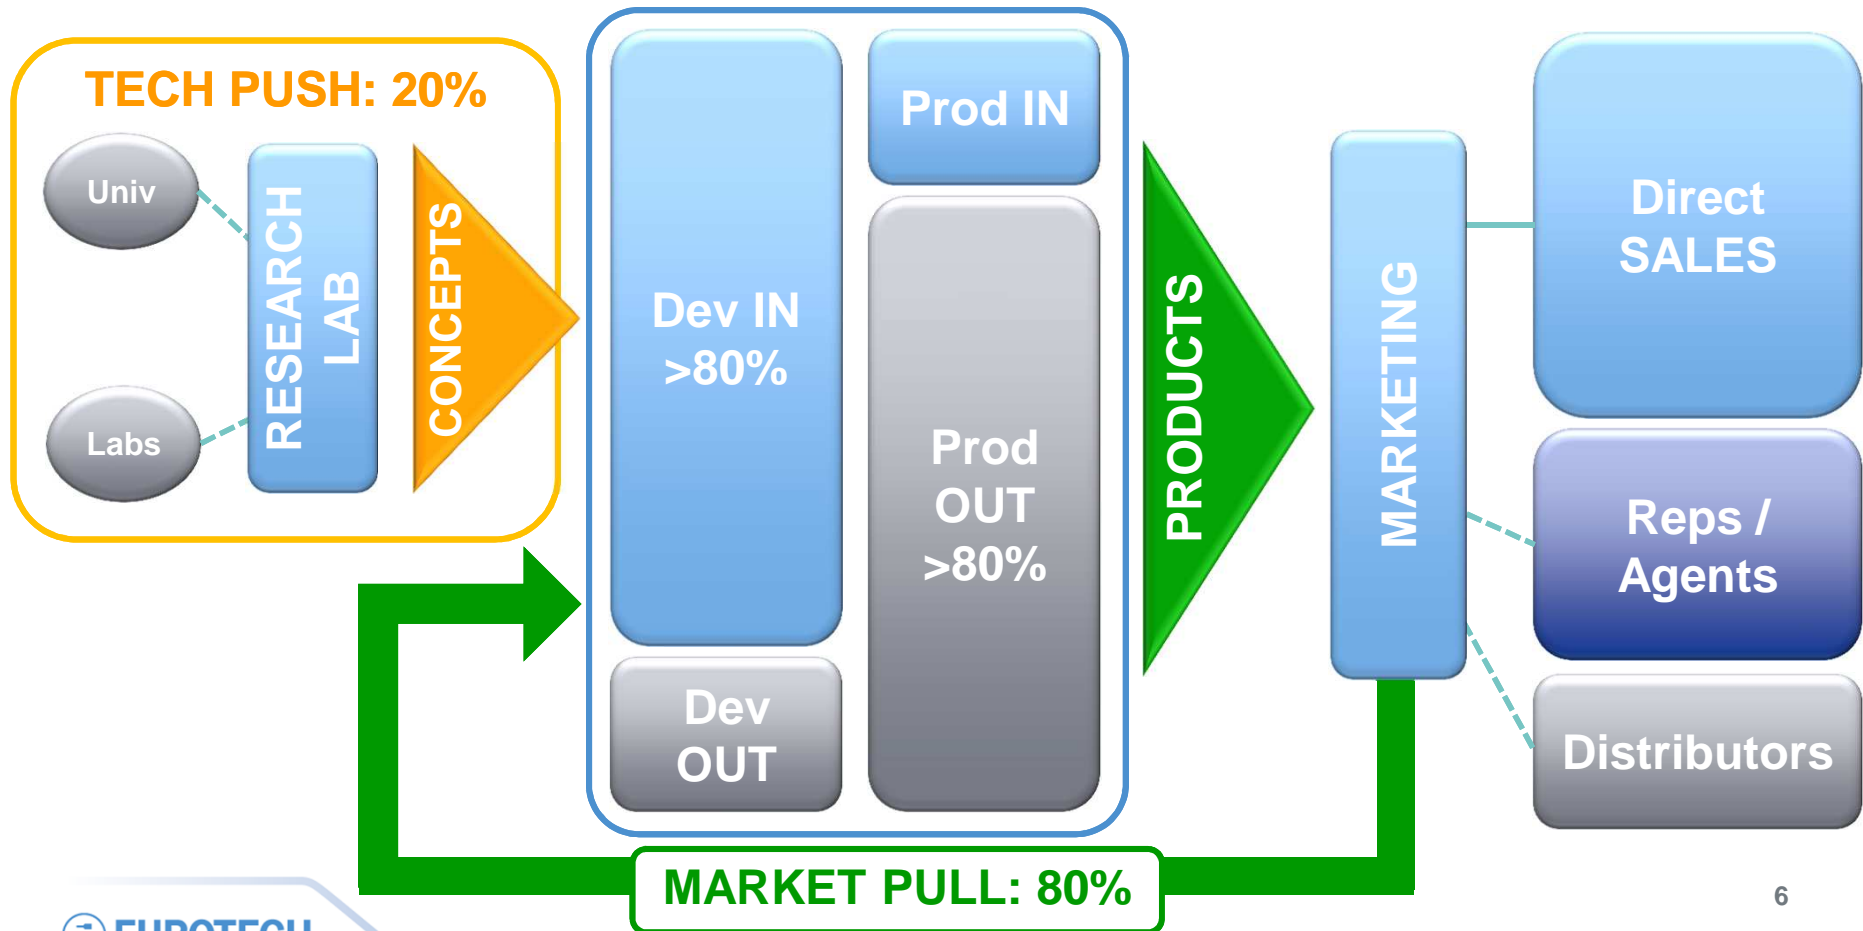 TECH PUSH: 20%
Univ
Labs
RESEARCH
LAB
CONCEPTS
Dev IN
>80%
Dev
OUT
Prod IN
Prod
OUT
>80%
PRODUCTS
MARKETING
Direct
SALES
Reps /
Agents
Distributors
MARKET PULL: 80%
6
EUROTECH